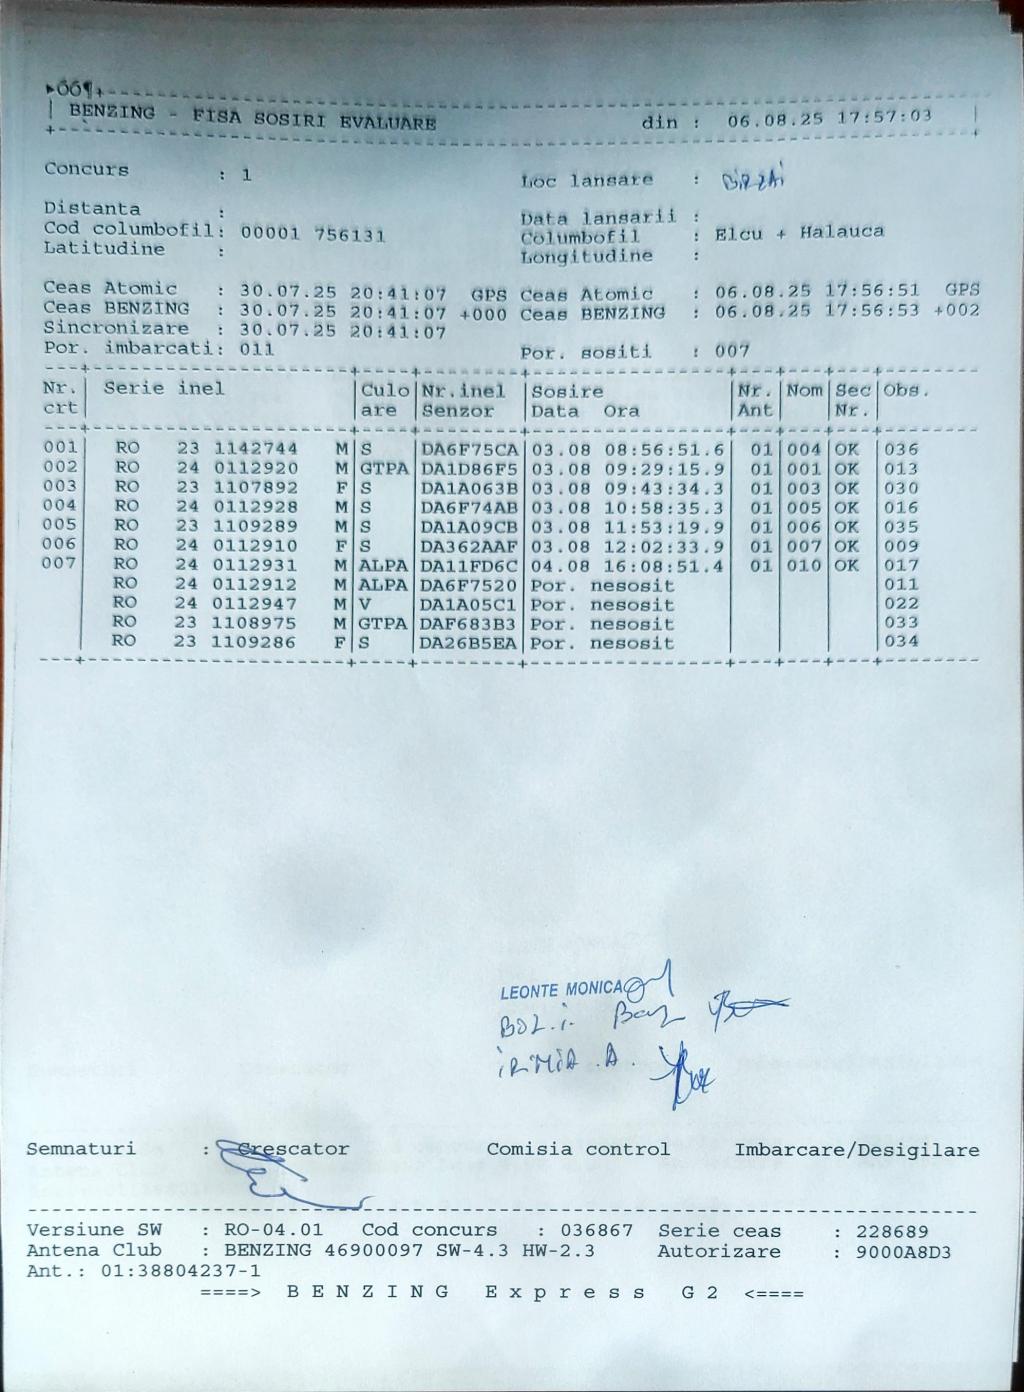 ▸óó¶+
| BENZING - FISA SOSIRI EVALUARE din : 06.08.25 17:57:03 |
Concurs : 1 Loc lansare : BIRZAI
Distanta : Data lansarii :
Cod columbofil: 00001 756131 Columbofil : Elcu + Halauca
Latitudine : Longitudine :
Ceas Atomic : 30.07.25 20:41:07 GPS Ceas Atomic : 06.08.25 17:56:51 GPS
Ceas BENZING : 30.07.25 20:41:07 +000 Ceas BENZING : 06.08.25 17:56:53 +002
Sincronizare : 30.07.25 20:41:07
Por. imbarcati: 011 Por. sositi : 007
Nr. | Serie inel | Culo | Nr.inel | Sosire | Nr. | Nom | Sec | Obs.
crt | | are | Senzor | Data Ora | Ant | | Nr. |
001 | RO 23 1142744 M | S | DA6F75CA | 03.08 08:56:51.6 | 01 | 004 | OK | 036
002 | RO 24 0112920 M | GTPA | DA1D86F5 | 03.08 09:29:15.9 | 01 | 001 | OK | 013
003 | RO 23 1107892 F | S | DA1A063B | 03.08 09:43:34.3 | 01 | 003 | OK | 030
004 | RO 24 0112928 M | S | DA6F74AB | 03.08 10:58:35.3 | 01 | 005 | OK | 016
005 | RO 23 1109289 M | S | DA1A09CB | 03.08 11:53:19.9 | 01 | 006 | OK | 035
006 | RO 24 0112910 F | S | DA362AAF | 03.08 12:02:33.9 | 01 | 007 | OK | 009
007 | RO 24 0112931 M | ALPA | DA11FD6C | 04.08 16:08:51.4 | 01 | 010 | OK | 017
| RO 24 0112912 M | ALPA | DA6F7520 | Por. nesosit | | | | 011
| RO 24 0112947 M | V | DA1A05C1 | Por. nesosit | | | | 022
| RO 23 1108975 M | GTPA | DAF683B3 | Por. nesosit | | | | 033
| RO 23 1109286 F | S | DA26B5EA | Por. nesosit | | | | 034
LEONTE MONICA
IRMIA . A.
Semnaturi : Crescator Comisia control Imbarcare/Desigilare
Versiune SW : RO-04.01 Cod concurs : 036867 Serie ceas : 228689
Antena Club : BENZING 46900097 SW-4.3 HW-2.3 Autorizare : 9000A8D3
Ant.: 01:38804237-1
====> B E N Z I N G E x p r e s s G 2 <====